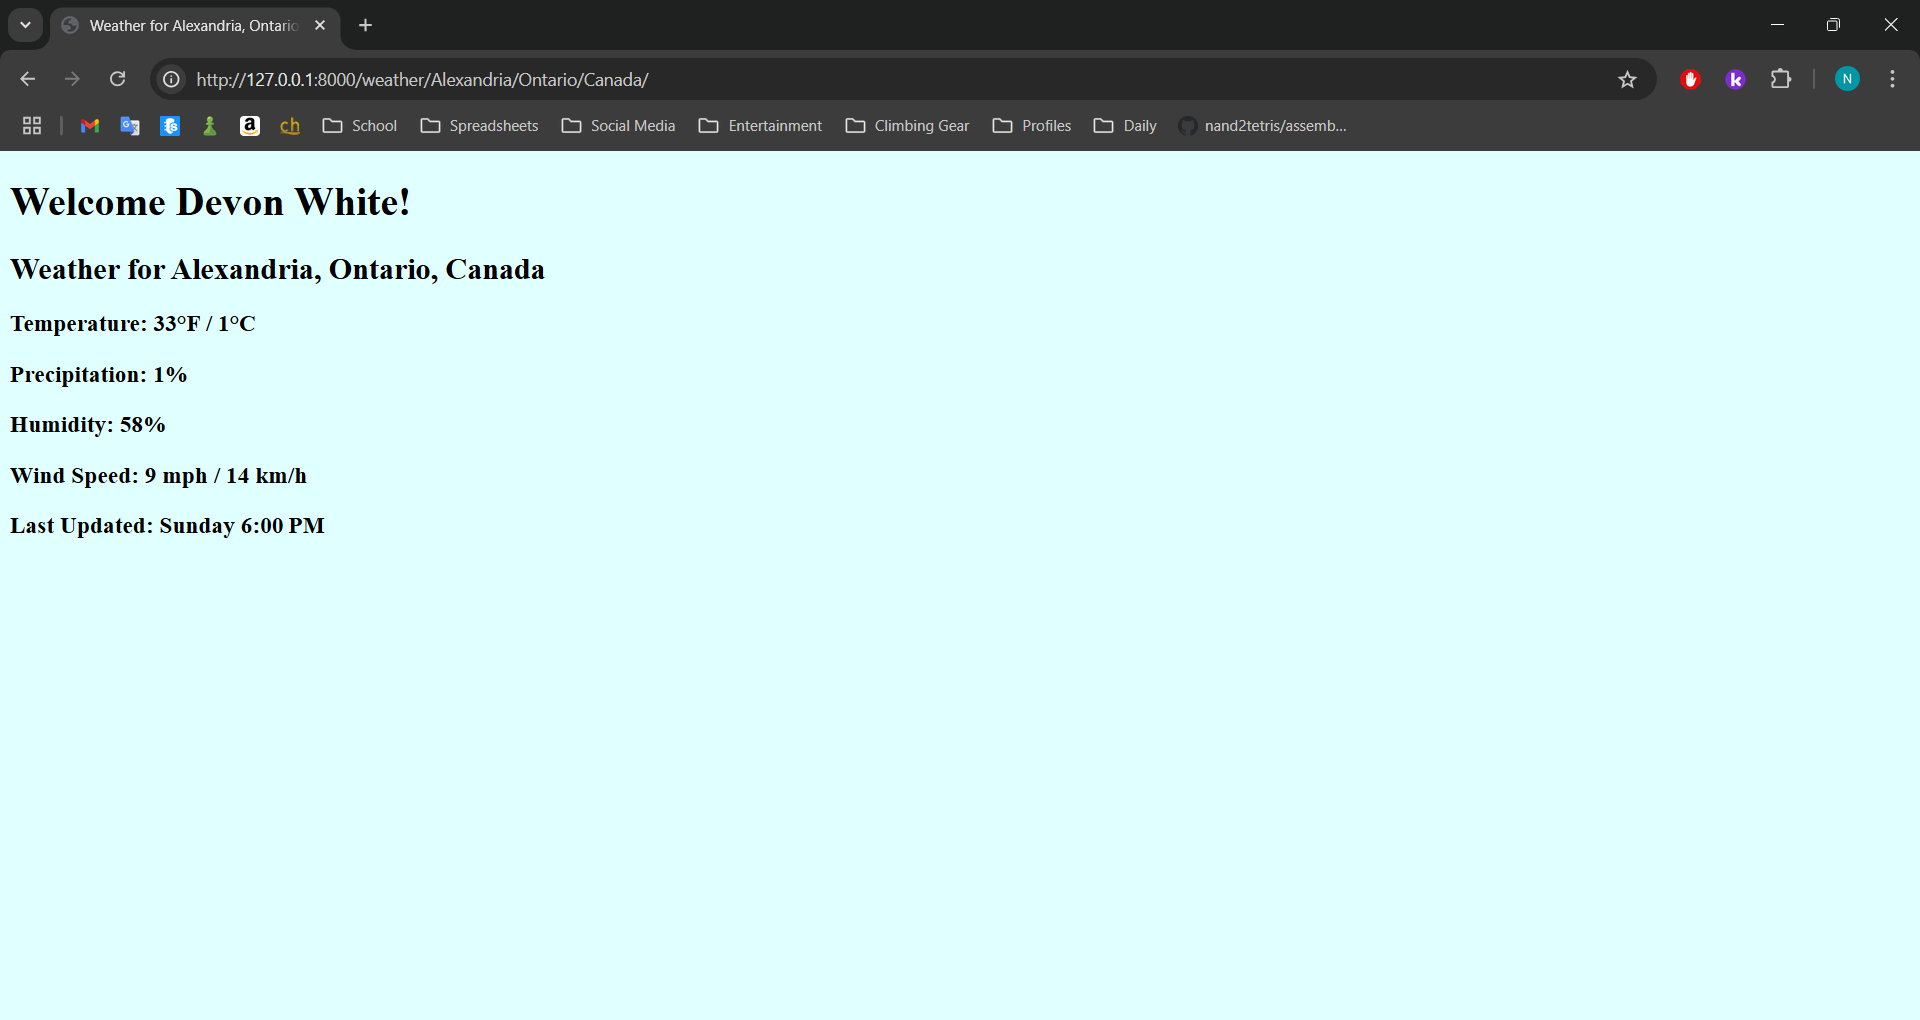 Weather for Alexandria, Ontario
http://127.0.0.1:8000/weather/Alexandria/Ontario/Canada/
k
N
G
s
a
ch
School
Spreadsheets
Social Media
Entertainment
Climbing Gear
Profiles
Daily
nand2tetris/assemb...
Welcome Devon White!
Weather for Alexandria, Ontario, Canada
Temperature: 33°F / 1°C
Precipitation: 1%
Humidity: 58%
Wind Speed: 9 mph / 14 km/h
Last Updated: Sunday 6:00 PM